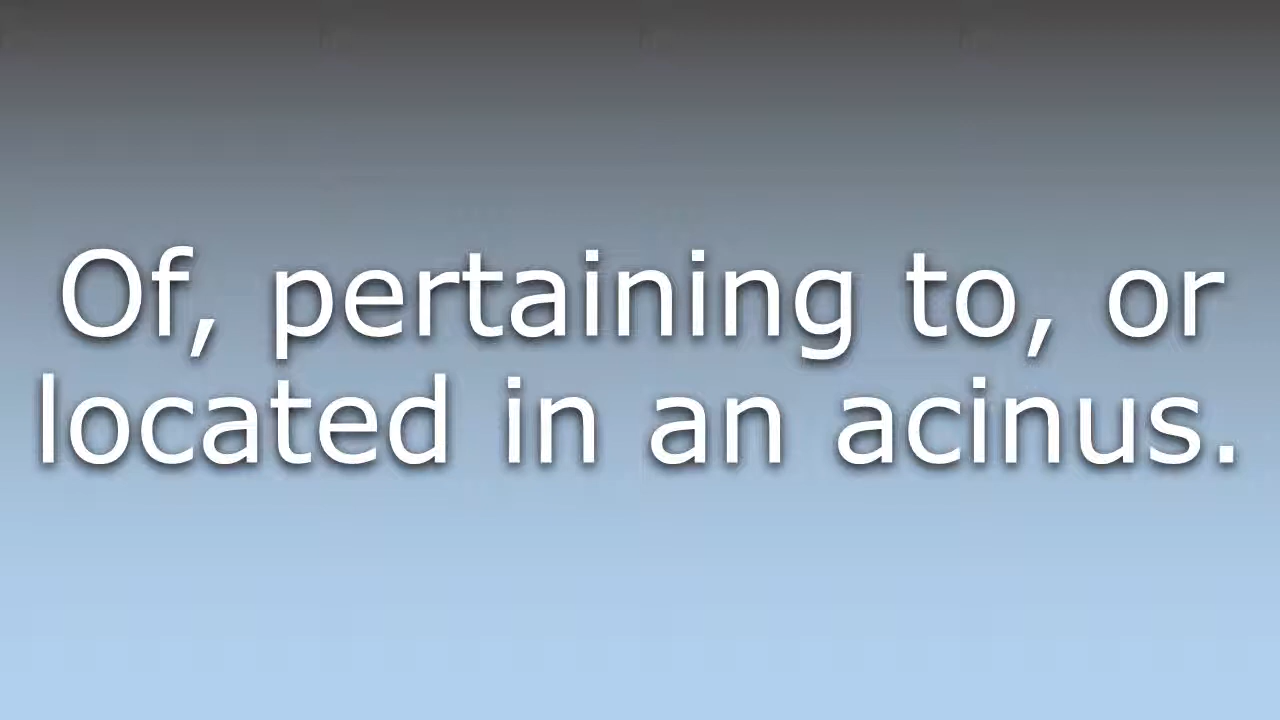 Of, pertaining to, or
located in an acinus.